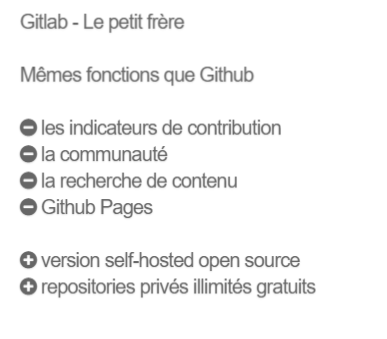 Gitlab - Le petit frère
Mêmes fonctions que Github
les indicateurs de contribution
la communauté
la recherche de contenu
Github Pages
version self-hosted open source
repositories privés illimités gratuits